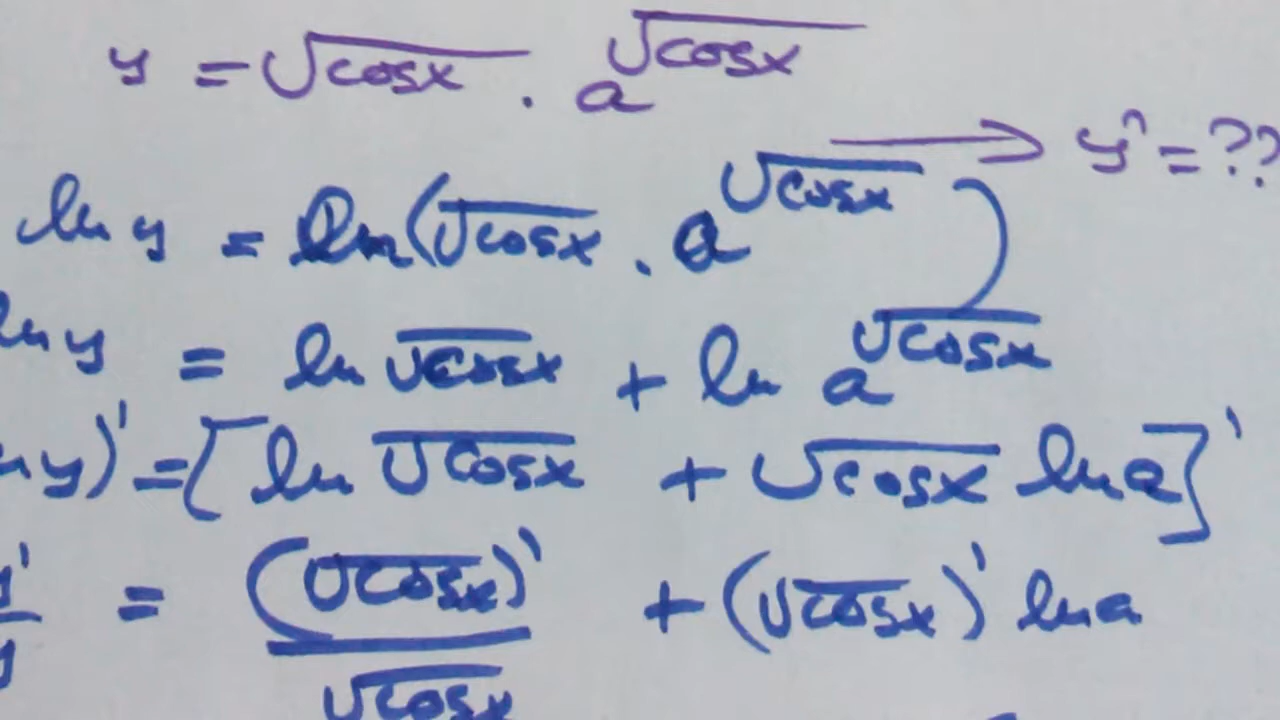 y = √cosx . a^√cosx
→ y' = ??
ln y = ln(√cosx . a^√cosx)
ln y = ln √cosx + ln a^√cosx
ny)' = [ln √cosx + √cosx ln a]'
y'/y = (√cosx)'/√cosx + (√cosx)' ln a